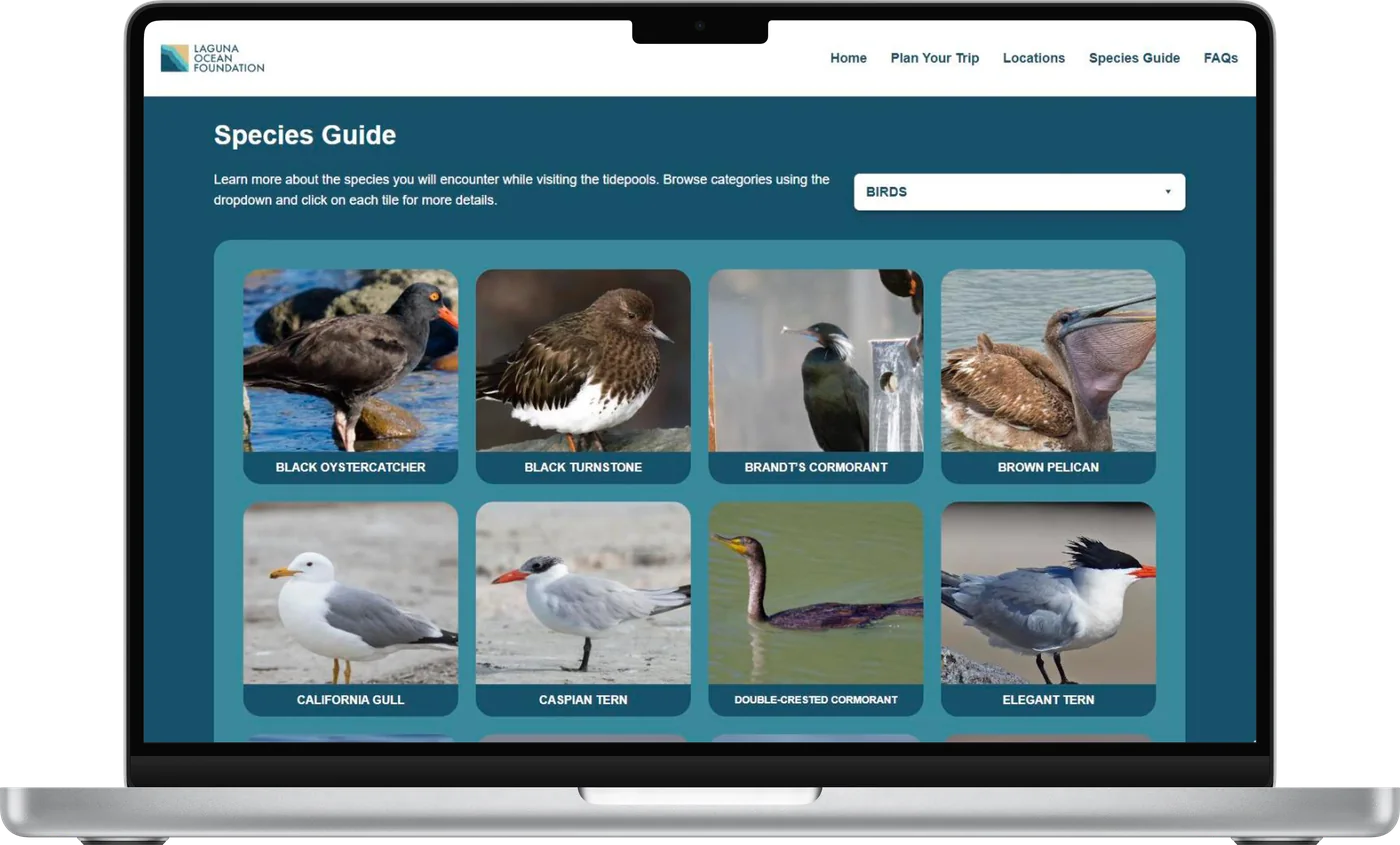 LAGUNA
OCEAN
FOUNDATION
Home Plan Your Trip Locations Species Guide FAQs
Species Guide
Learn more about the species you will encounter while visiting the tidepools. Browse categories using the
dropdown and click on each tile for more details.
BIRDS
BLACK OYSTERCATCHER
BLACK TURNSTONE
BRANDT'S CORMORANT
BROWN PELICAN
CALIFORNIA GULL
CASPIAN TERN
DOUBLE-CRESTED CORMORANT
ELEGANT TERN